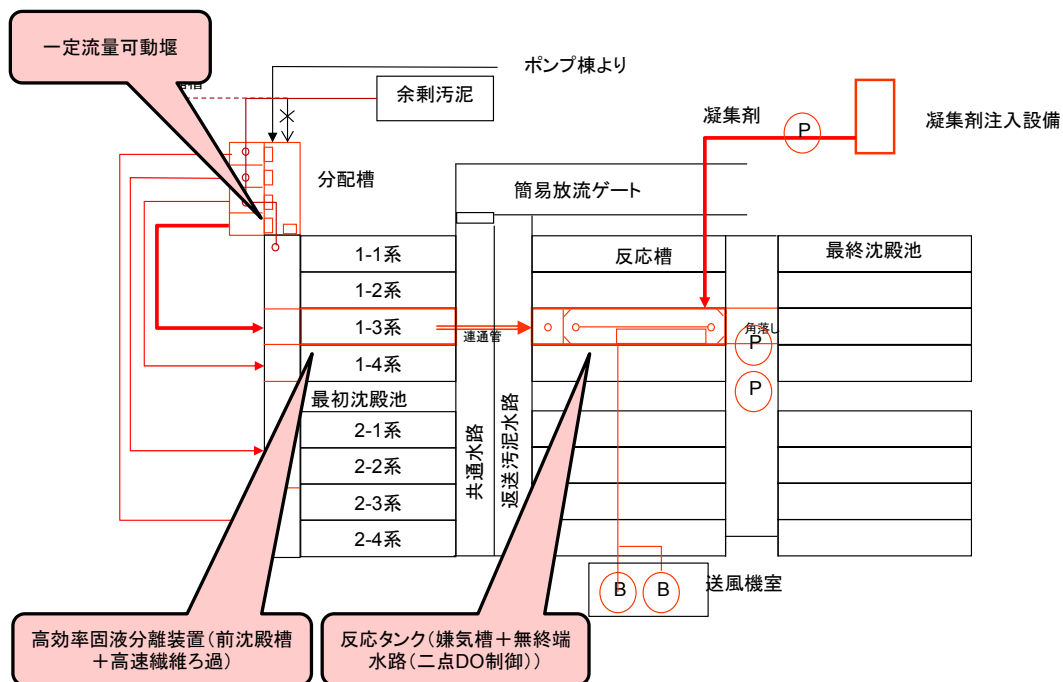 一定流量可動堰
ポンプ棟より
余剰汚泥
凝集剤
P
凝集剤注入設備
分配槽
簡易放流ゲート
1-1系
反応槽
最終沈殿池
1-2系
1-3系
連通管
角落し
P
1-4系
P
最初沈殿池
2-1系
2-2系
2-3系
2-4系
共通水路
返送汚泥水路
B
B
送風機室
高効率固液分離装置(前沈殿槽
+高速繊維ろ過)
反応タンク(嫌気槽+無終端
水路(二点DO制御))